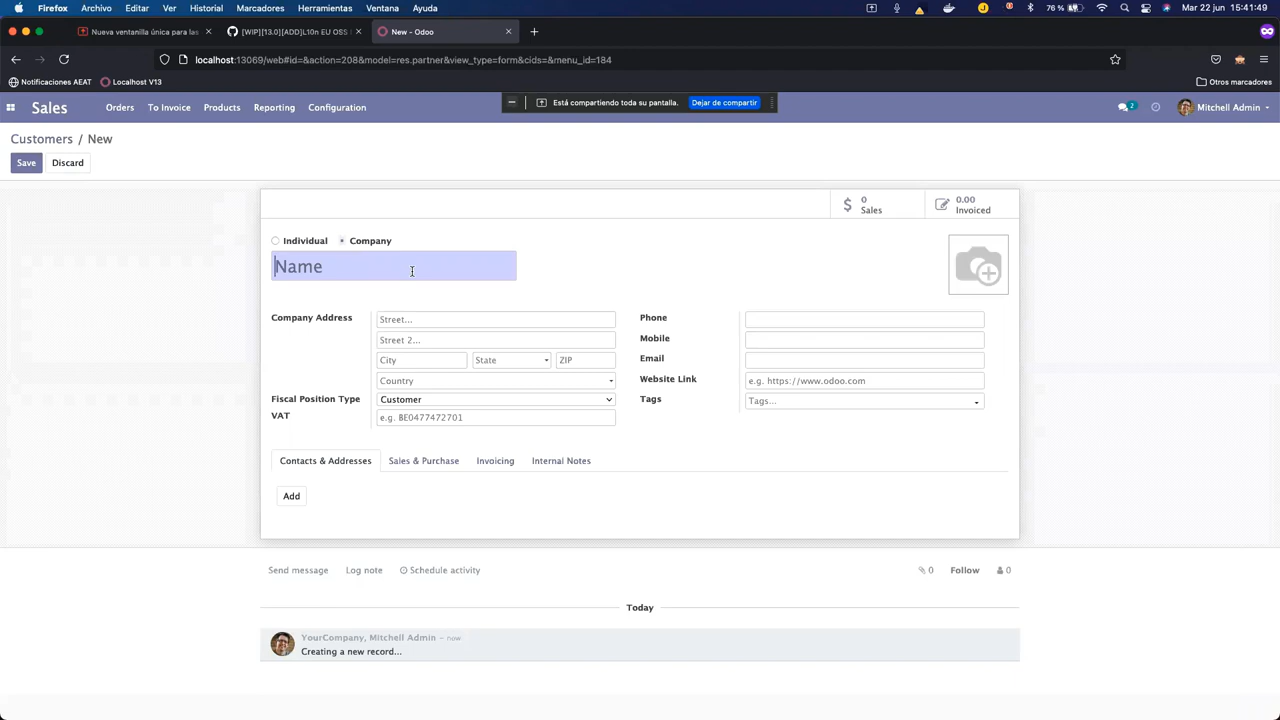 Firefox Archivo Editar Ver Historial Marcadores Herramientas Ventana Ayuda 76 % Mar 22 jun 15:41:49
Nueva ventanilla única para las [WIP][13.0][ADD]L10n EU OSS New - Odoo
localhost:13069/web#id=&action=208&model=res.partner&view_type=form&cids=&menu_id=184
Notificaciones AEAT Localhost V13 Otros marcadores
Sales Orders To Invoice Products Reporting Configuration Está compartiendo toda su pantalla. Dejar de compartir 2 Mitchell Admin
Customers / New
Save Discard
0 Sales 0.00 Invoiced
Individual Company
Name
Company Address Street... Phone
Street 2... Mobile
City State ZIP Email
Country Website Link e.g. https://www.odoo.com
Fiscal Position Type Customer Tags Tags...
VAT e.g. BE0477472701
Contacts & Addresses Sales & Purchase Invoicing Internal Notes
Add
Send message Log note Schedule activity 0 Follow 0
Today
YourCompany, Mitchell Admin - now
Creating a new record...